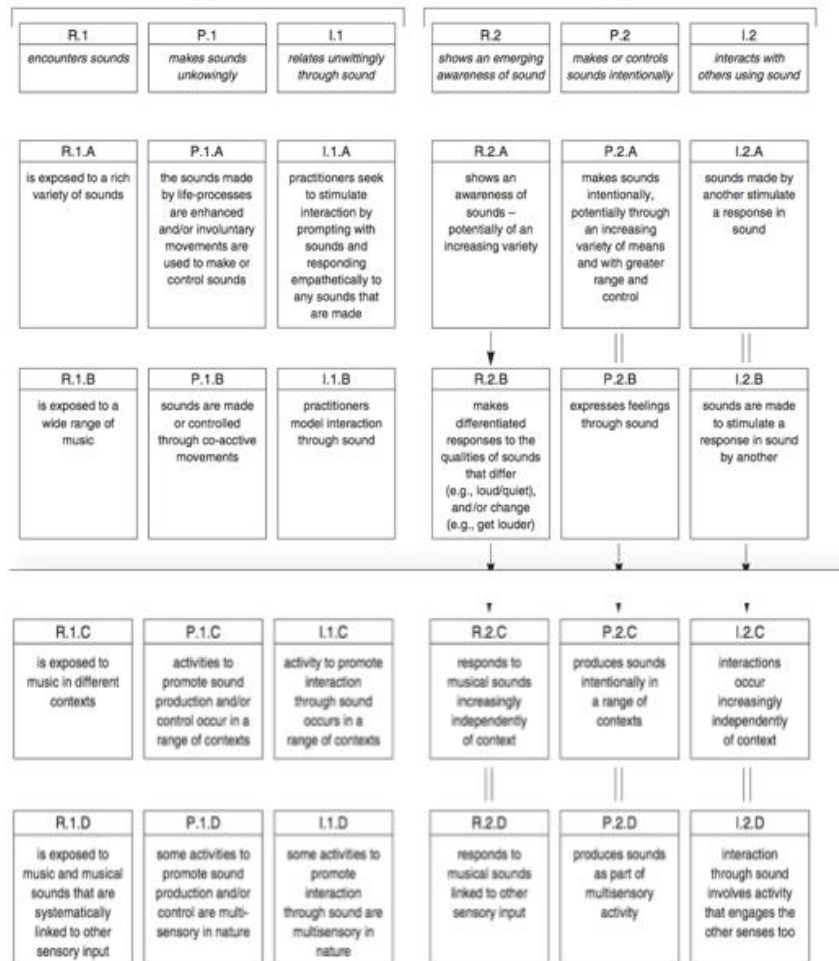 R.1
encounters sounds
P.1
makes sounds
unkowingly
I.1
relates unwittingly
through sound
R.2
shows an emerging
awareness of sound
P.2
makes or controls
sounds intentionally
I.2
interacts with
others using sound
R.1.A
is exposed to a rich
variety of sounds
P.1.A
the sounds made
by life-processes
are enhanced
and/or involuntary
movements are
used to make or
control sounds
I.1.A
practitioners seek
to stimulate
interaction by
prompting with
sounds and
responding
empathetically to
any sounds that
are made
R.2.A
shows an
awareness of
sounds –
potentially of an
increasing variety
P.2.A
makes sounds
intentionally,
potentially through
an increasing
variety of means
and with greater
range and
control
I.2.A
sounds made by
another stimulate
a response in
sound
R.1.B
is exposed to a
wide range of
music
P.1.B
sounds are made
or controlled
through co-acctive
movements
I.1.B
practitioners
model interaction
through sound
R.2.B
makes
differentiated
responses to the
qualities of sounds
that differ
(e.g., loud/quiet),
and/or change
(e.g., get louder)
P.2.B
expresses feelings
through sound
I.2.B
sounds are made
to stimulate a
response in sound
by another
R.1.C
is exposed to
music in different
contexts
P.1.C
activities to
promote sound
production and/or
control occur in a
range of contexts
I.1.C
activity to promote
interaction
through sound
occurs in a
range of contexts
R.2.C
responds to
musical sounds
increasingly
independently
of context
P.2.C
produces sounds
intentionally in
a range of
contexts
I.2.C
interactions
occur
increasingly
independently
of context
R.1.D
is exposed to
music and musical
sounds that are
systematically
linked to other
sensory input
P.1.D
some activities to
promote sound
production and/or
control are multi-
sensory in nature
I.1.D
some activities to
promote
interaction
through sound are
multisensory in
nature
R.2.D
responds to
musical sounds
linked to other
sensory input
P.2.D
produces sounds
as part of
multisensory
activity
I.2.D
interaction
through sound
involves activity
that engages the
other senses too